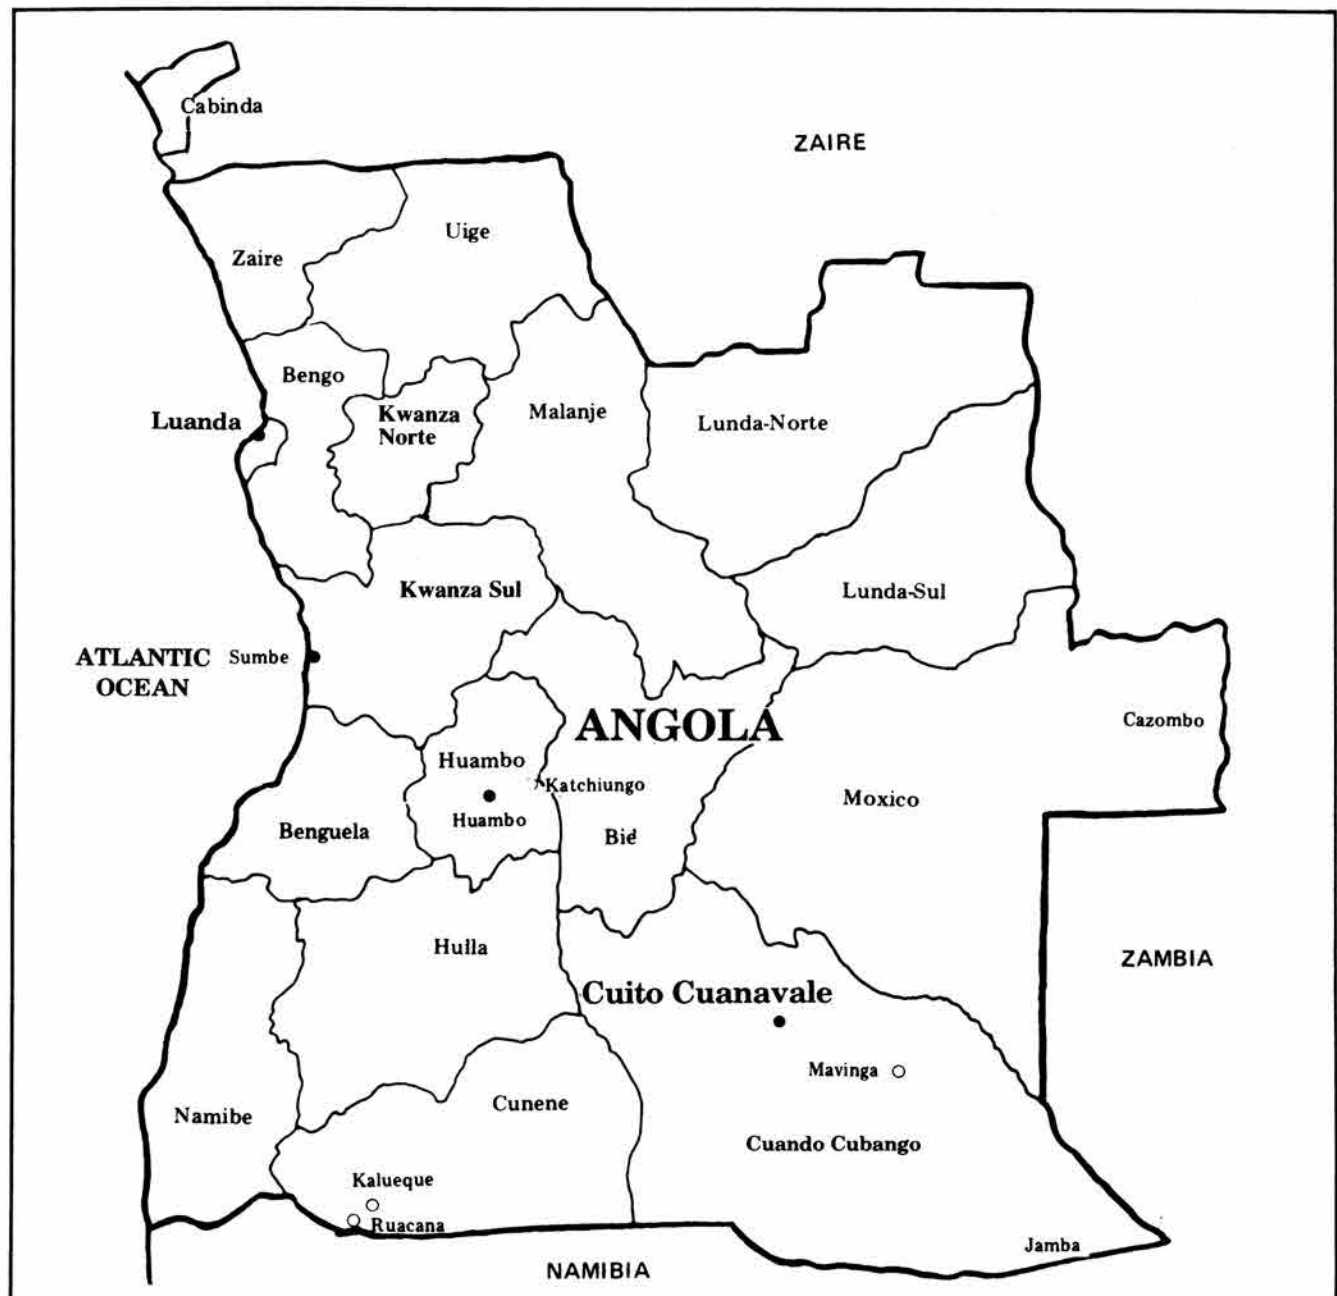 Cabinda
ZAIRE
Uige
Zaire
Bengo
Luanda
Kwanza
Norte
Malanje
Lunda-Norte
Kwanza Sul
Lunda-Sul
ATLANTIC
OCEAN
Sumbe
ANGOLA
Cazombo
Huambo
Katchiungo
Moxico
Huambo
Benguela
Bié
Hulla
ZAMBIA
Cuito Cuanavale
Mavinga
Namibe
Cunene
Cuando Cubango
Kalueque
Ruacana
Jamba
NAMIBIA